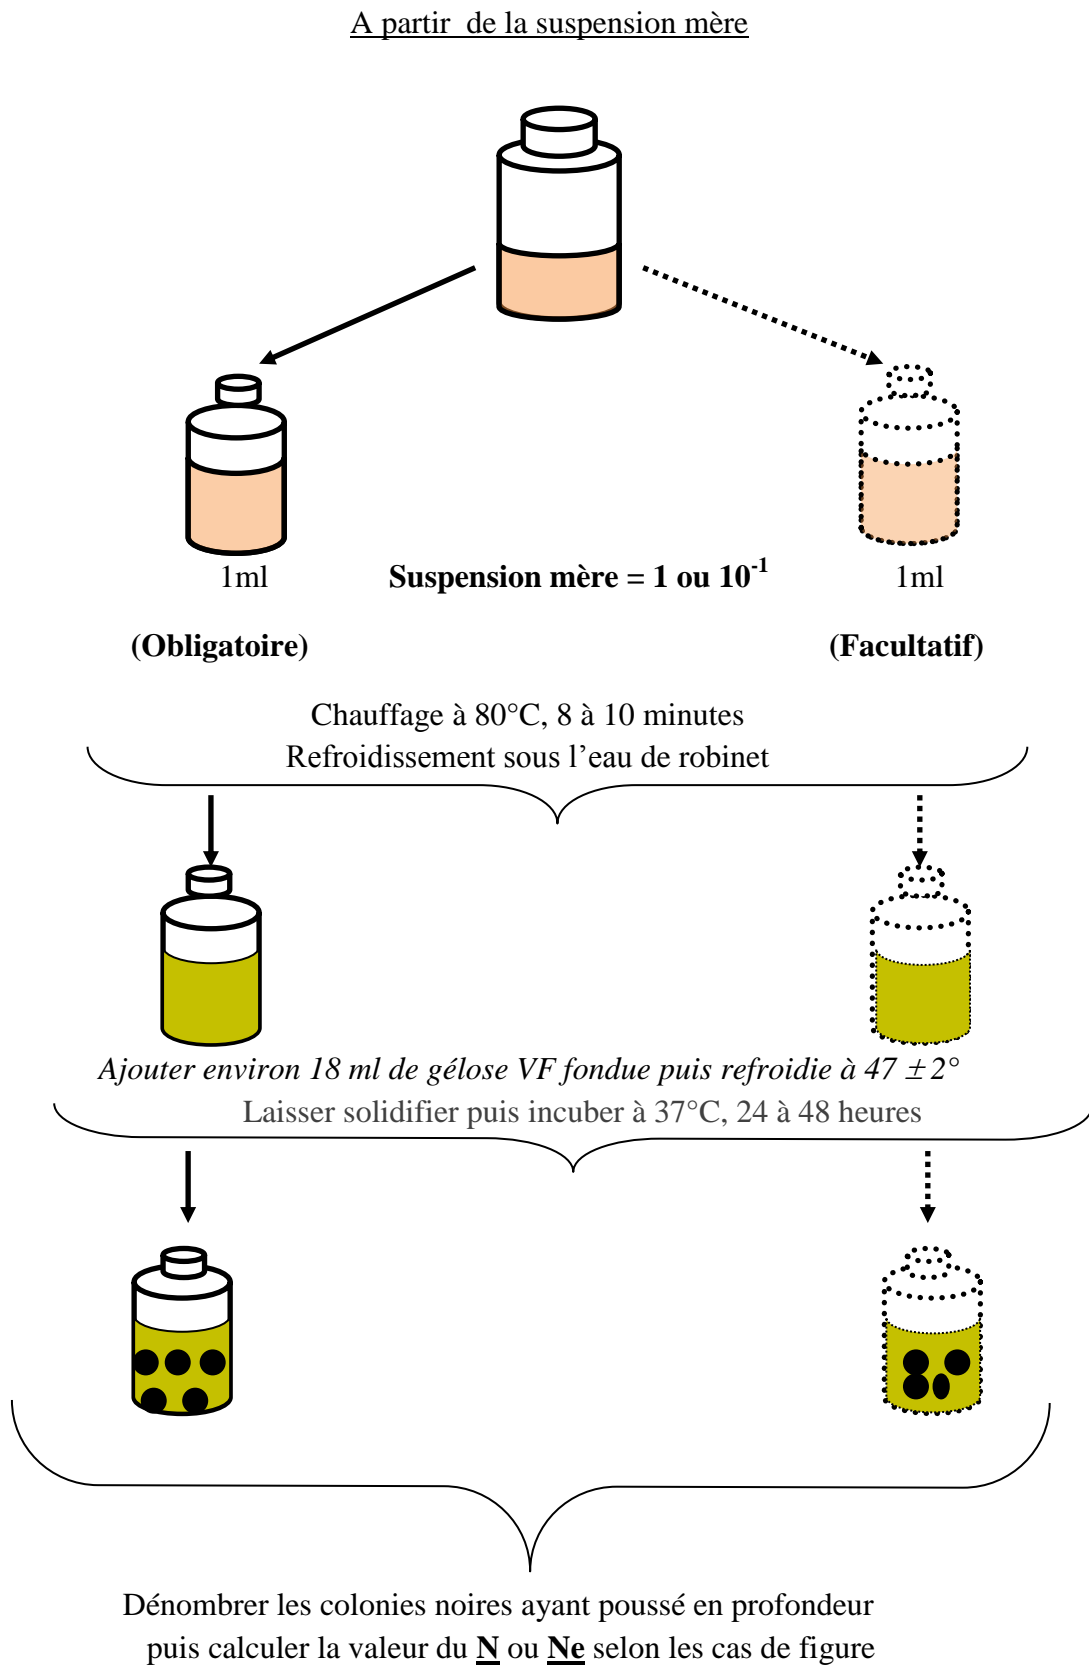 A partir de la suspension mère
1ml Suspension mère = 1 ou 10⁻¹ 1ml
(Obligatoire) (Facultatif)
Chauffage à 80°C, 8 à 10 minutes
Refroidissement sous l’eau de robinet
Ajouter environ 18 ml de gélose VF fondue puis refroidie à 47 ± 2°
Laisser solidifier puis incuber à 37°C, 24 à 48 heures
Dénombrer les colonies noires ayant poussé en profondeur
puis calculer la valeur du N ou Ne selon les cas de figure